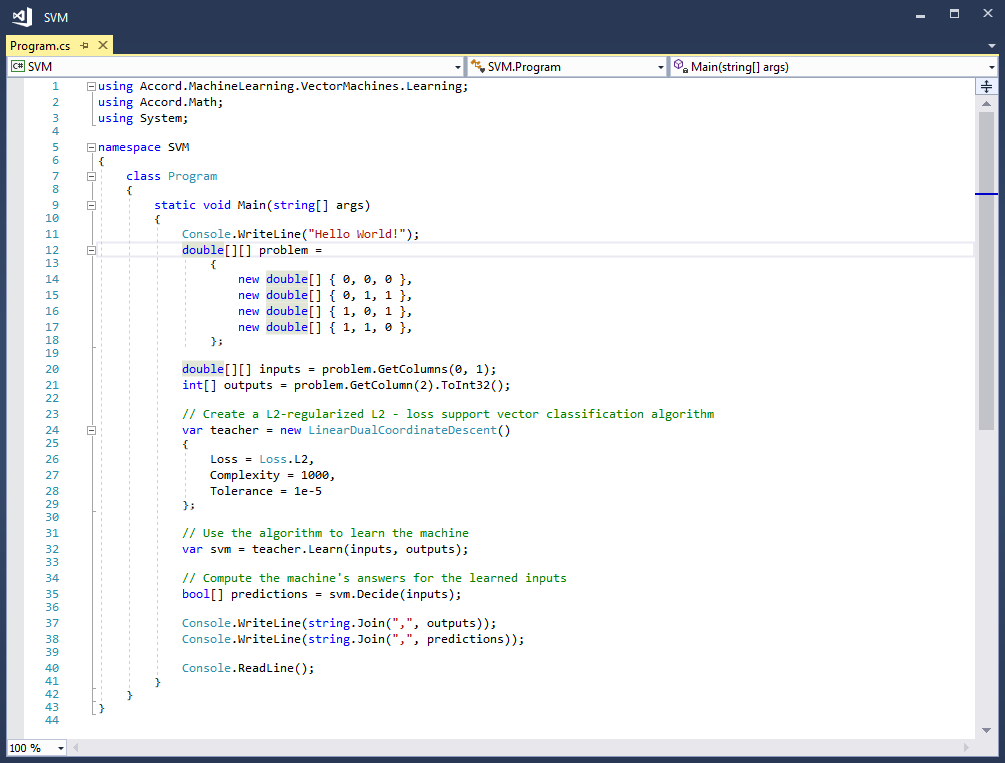 SVM
Program.cs
C# SVM
SVM.Program
Main(string[] args)
1 using Accord.MachineLearning.VectorMachines.Learning;
2 using Accord.Math;
3 using System;
4
5 namespace SVM
6 {
7 class Program
8 {
9 static void Main(string[] args)
10 {
11 Console.WriteLine("Hello World!");
12 double[][] problem =
13 {
14 new double[] { 0, 0, 0 },
15 new double[] { 0, 1, 1 },
16 new double[] { 1, 0, 1 },
17 new double[] { 1, 1, 0 },
18 };
19
20 double[][] inputs = problem.GetColumns(0, 1);
21 int[] outputs = problem.GetColumn(2).ToInt32();
22
23 // Create a L2-regularized L2 - loss support vector classification algorithm
24 var teacher = new LinearDualCoordinateDescent()
25 {
26 Loss = Loss.L2,
27 Complexity = 1000,
28 Tolerance = 1e-5
29 };
30
31 // Use the algorithm to learn the machine
32 var svm = teacher.Learn(inputs, outputs);
33
34 // Compute the machine's answers for the learned inputs
35 bool[] predictions = svm.Decide(inputs);
36
37 Console.WriteLine(string.Join(",", outputs));
38 Console.WriteLine(string.Join(",", predictions));
39
40 Console.ReadLine();
41 }
42 }
43 }
44
100 %